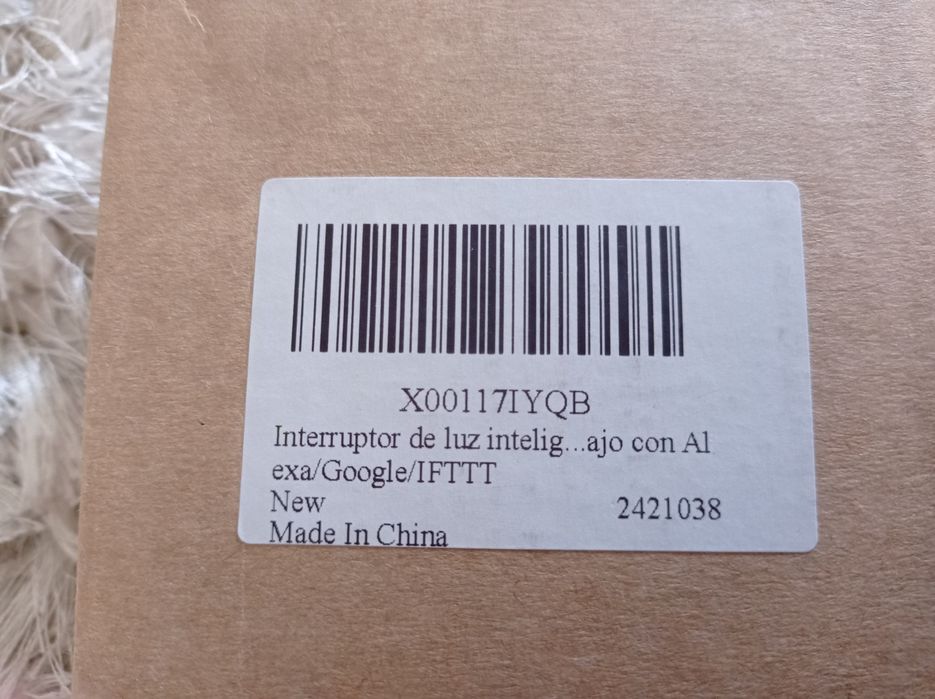 X00117IYQB
Interruptor de luz intelig...ajo con Al
exa/Google/IFTTT
New 2421038
Made In China